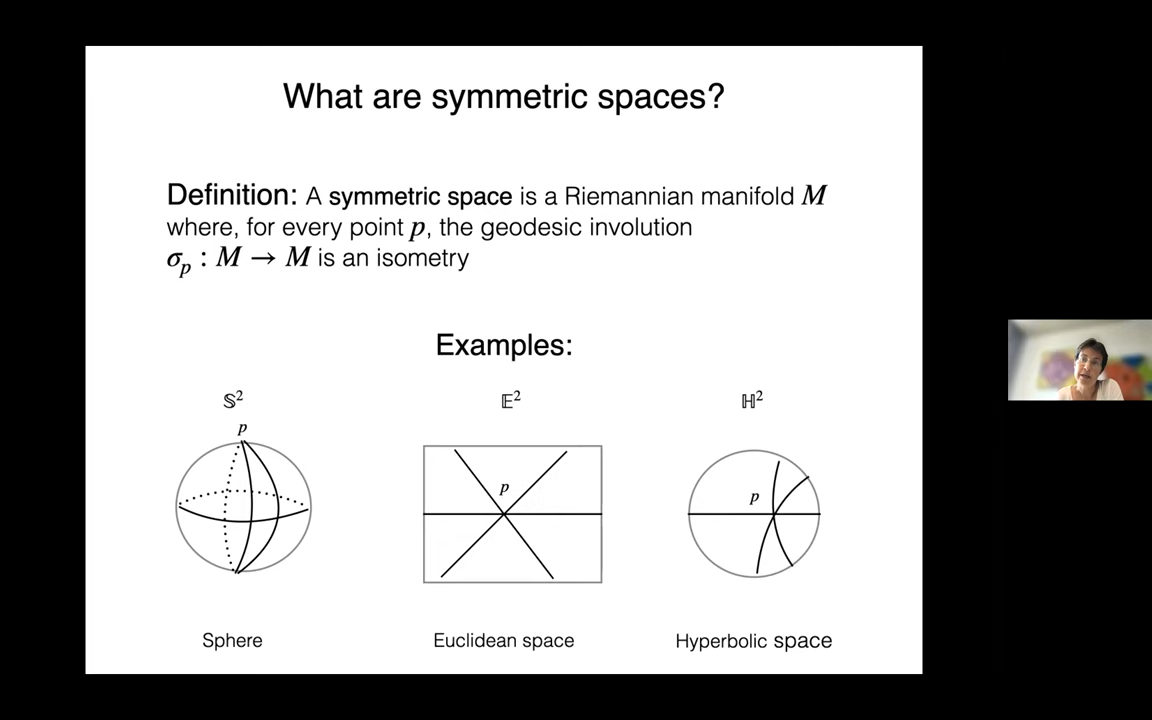 What are symmetric spaces?
Definition: A symmetric space is a Riemannian manifold M
where, for every point p, the geodesic involution
σₚ : M → M is an isometry
Examples:
𝕊² 𝔼² ℍ²
p
p
p
Sphere Euclidean space Hyperbolic space